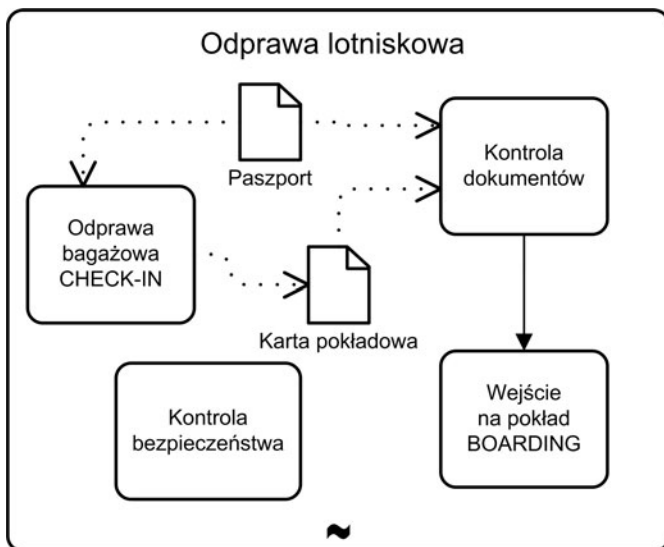 Odprawa lotniskowa
Paszport
Kontrola
dokumentów
Odprawa
bagażowa
CHECK-IN
Karta pokładowa
Kontrola
bezpieczeństwa
Wejście
na pokład
BOARDING
~